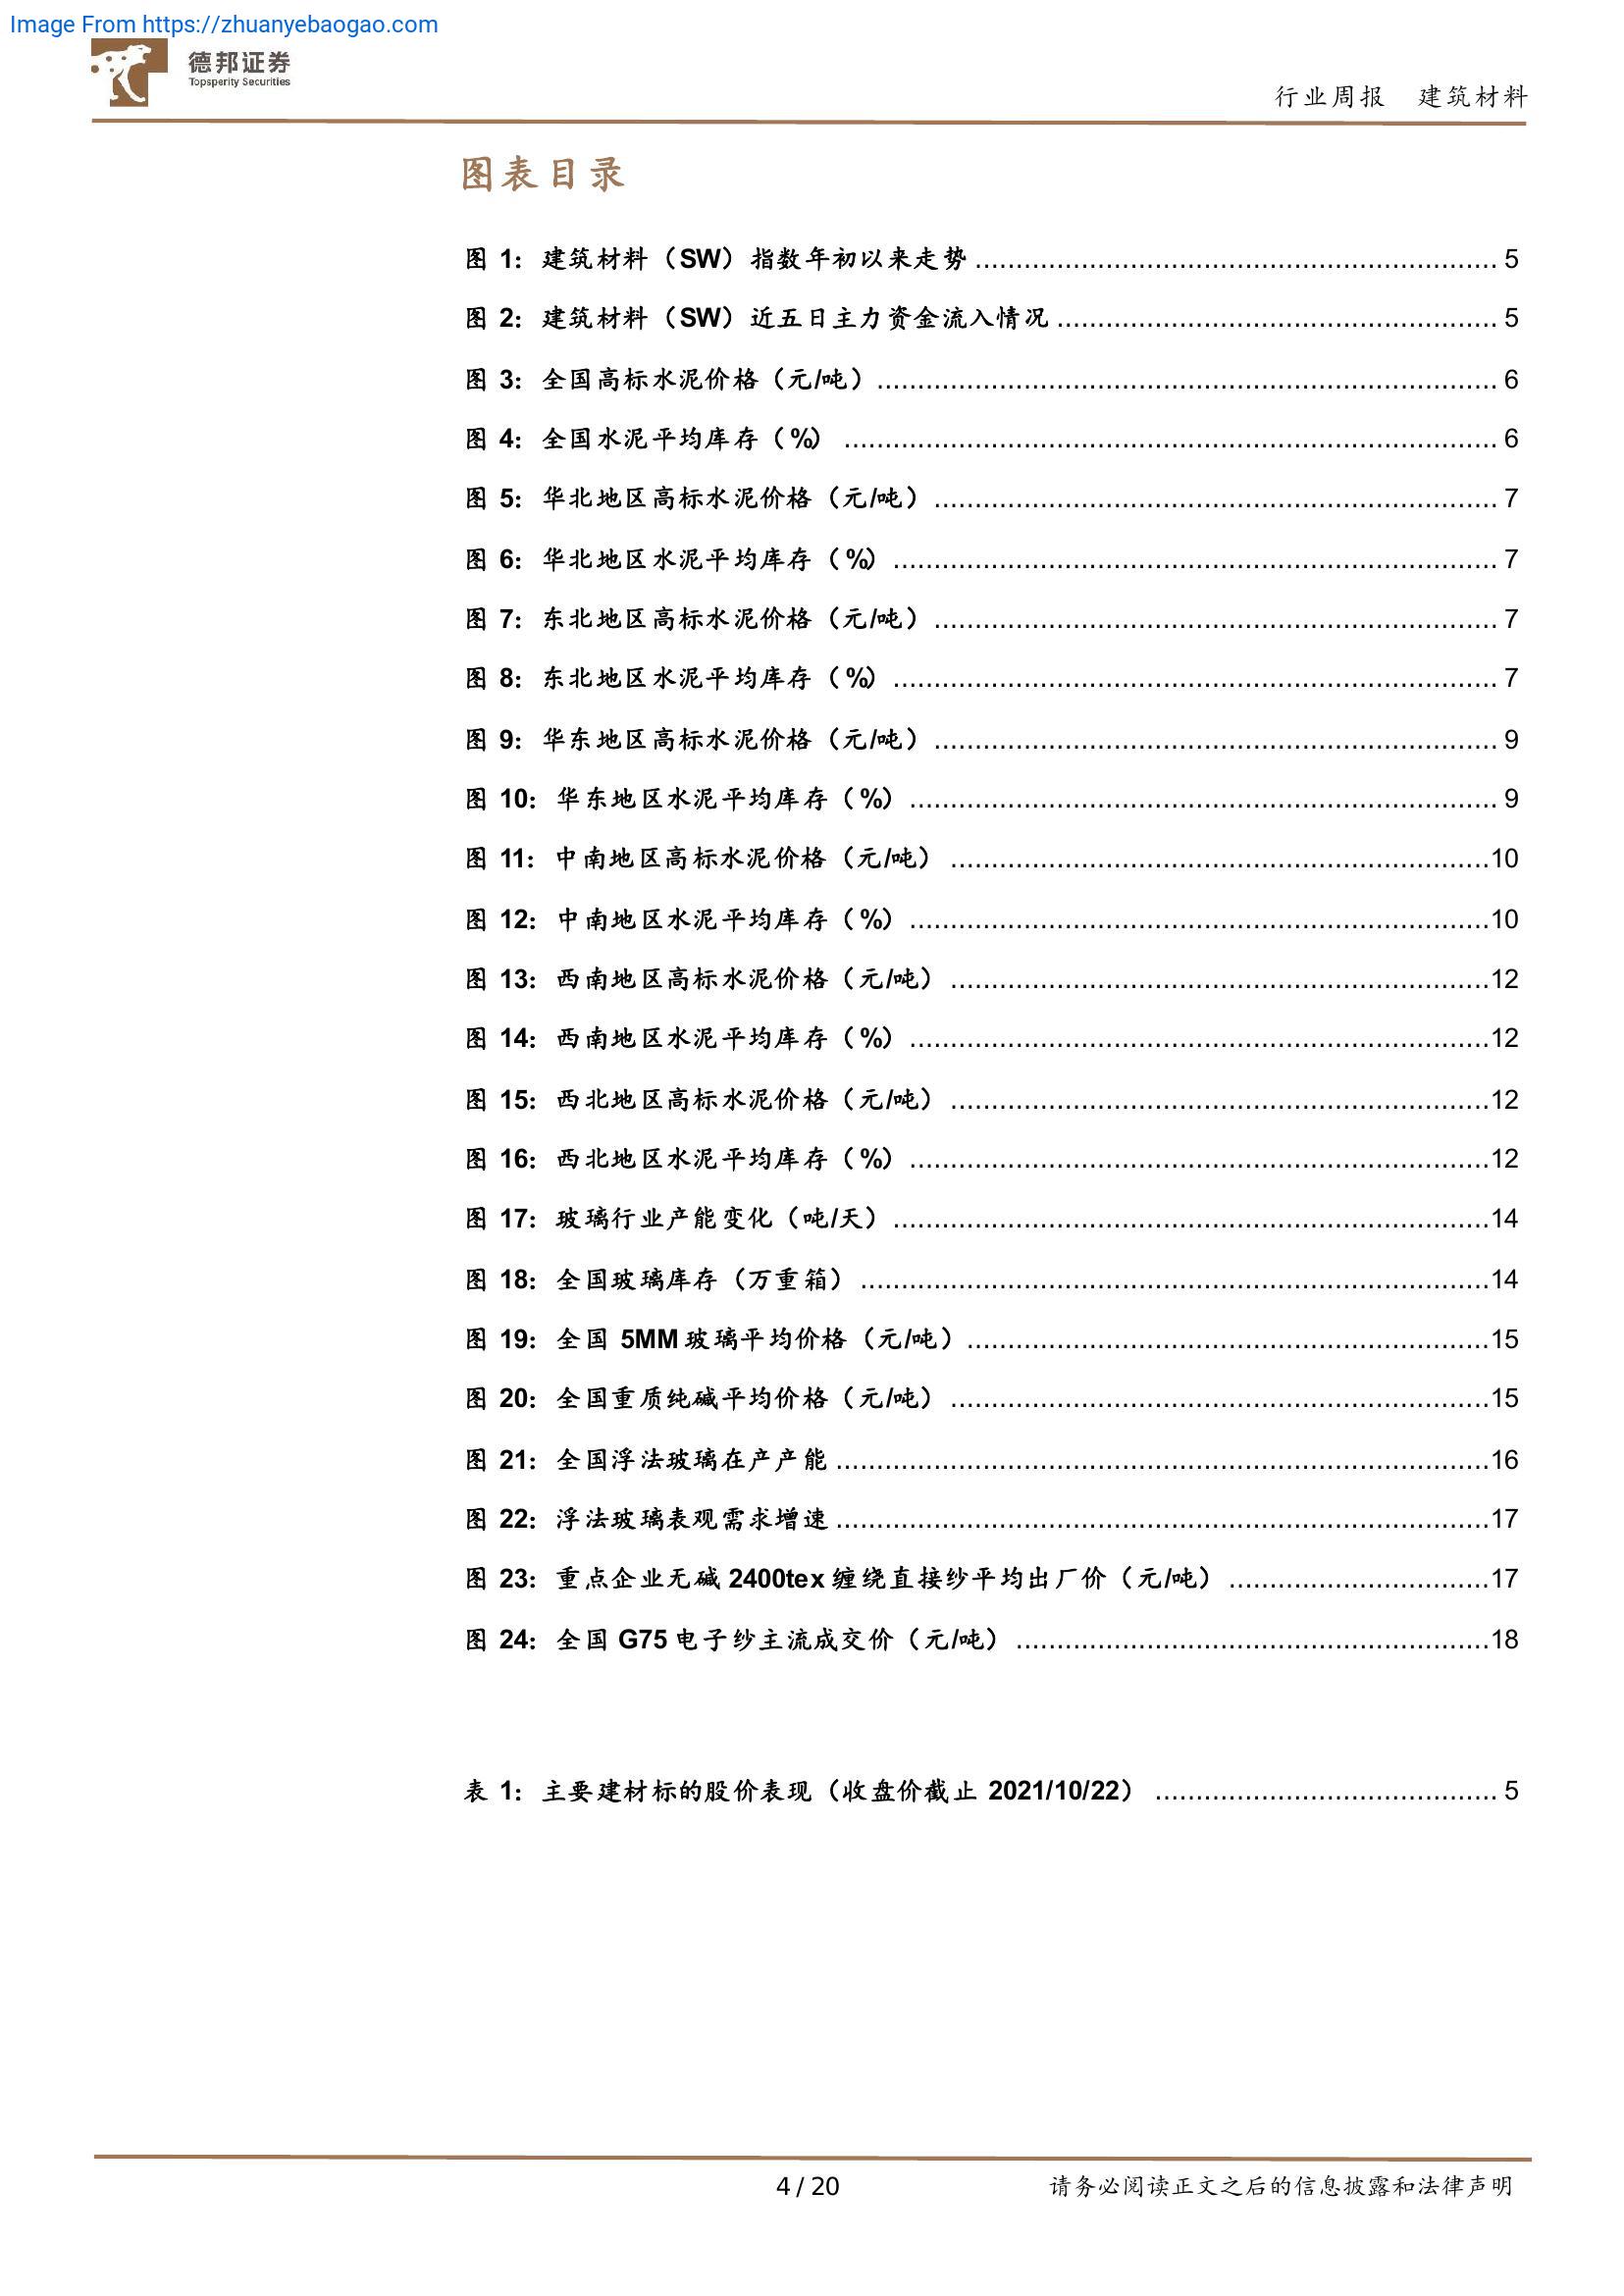 Image From https://zhuanyebaogao.com
德邦证券
Topsperity Securities
行业周报 建筑材料
图表目录
图 1：建筑材料（SW）指数年初以来走势 ................................................................ 5
图 2：建筑材料（SW）近五日主力资金流入情况 ...................................................... 5
图 3：全国高标水泥价格（元/吨）............................................................................ 6
图 4：全国水泥平均库存（%） ................................................................................ 6
图 5：华北地区高标水泥价格（元/吨）..................................................................... 7
图 6：华北地区水泥平均库存（%） .......................................................................... 7
图 7：东北地区高标水泥价格（元/吨）..................................................................... 7
图 8：东北地区水泥平均库存（%） .......................................................................... 7
图 9：华东地区高标水泥价格（元/吨）..................................................................... 9
图 10：华东地区水泥平均库存（%） ........................................................................ 9
图 11：中南地区高标水泥价格（元/吨） ..................................................................10
图 12：中南地区水泥平均库存（%） .......................................................................10
图 13：西南地区高标水泥价格（元/吨） ..................................................................12
图 14：西南地区水泥平均库存（%） .......................................................................12
图 15：西北地区高标水泥价格（元/吨） ..................................................................12
图 16：西北地区水泥平均库存（%） .......................................................................12
图 17：玻璃行业产能变化（吨/天）.........................................................................14
图 18：全国玻璃库存（万重箱） .............................................................................14
图 19：全国 5MM 玻璃平均价格（元/吨）................................................................15
图 20：全国重质纯碱平均价格（元/吨） ..................................................................15
图 21：全国浮法玻璃在产产能 ................................................................................16
图 22：浮法玻璃表观需求增速 ................................................................................17
图 23：重点企业无碱 2400tex 缠绕直接纱平均出厂价（元/吨） ................................17
图 24：全国 G75 电子纱主流成交价（元/吨） ..........................................................18
表 1：主要建材标的股价表现（收盘价截止 2021/10/22） .......................................... 5
4 / 20
请务必阅读正文之后的信息披露和法律声明